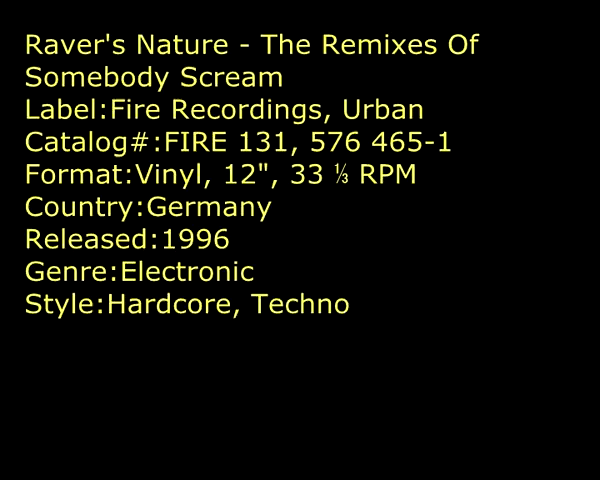 Raver's Nature - The Remixes Of
Somebody Scream
Label:Fire Recordings, Urban
Catalog#:FIRE 131, 576 465-1
Format:Vinyl, 12", 33 ⅓ RPM
Country:Germany
Released:1996
Genre:Electronic
Style:Hardcore, Techno